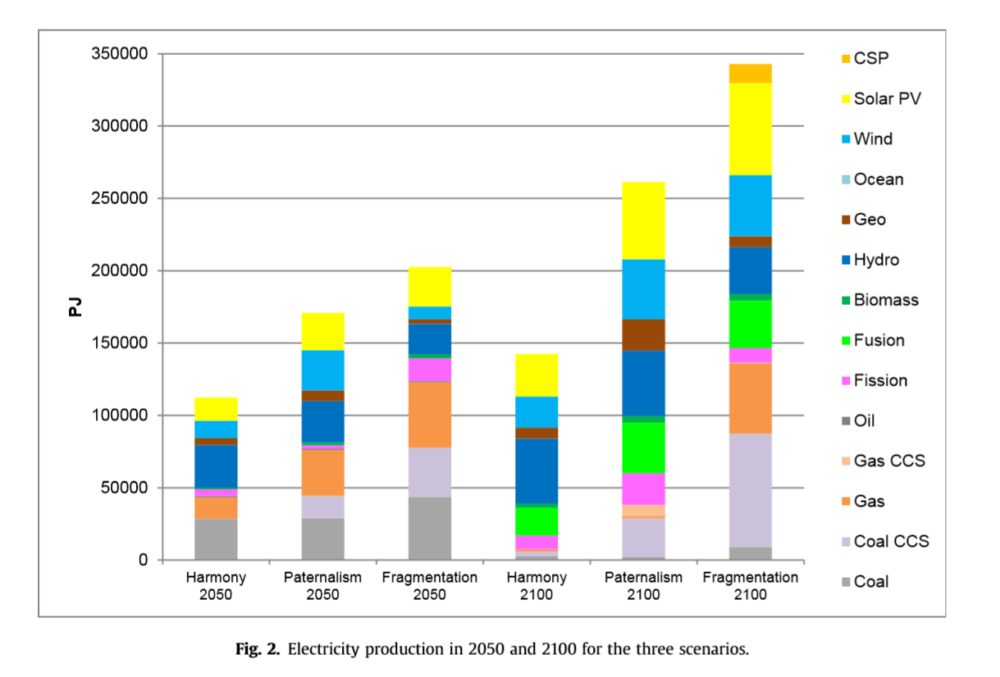 350000
300000
250000
200000
150000
100000
50000
0
PJ
Harmony
2050
Paternalism
2050
Fragmentation
2050
Harmony
2100
Paternalism
2100
Fragmentation
2100
CSP
Solar PV
Wind
Ocean
Geo
Hydro
Biomass
Fusion
Fission
Oil
Gas CCS
Gas
Coal CCS
Coal
Fig. 2. Electricity production in 2050 and 2100 for the three scenarios.